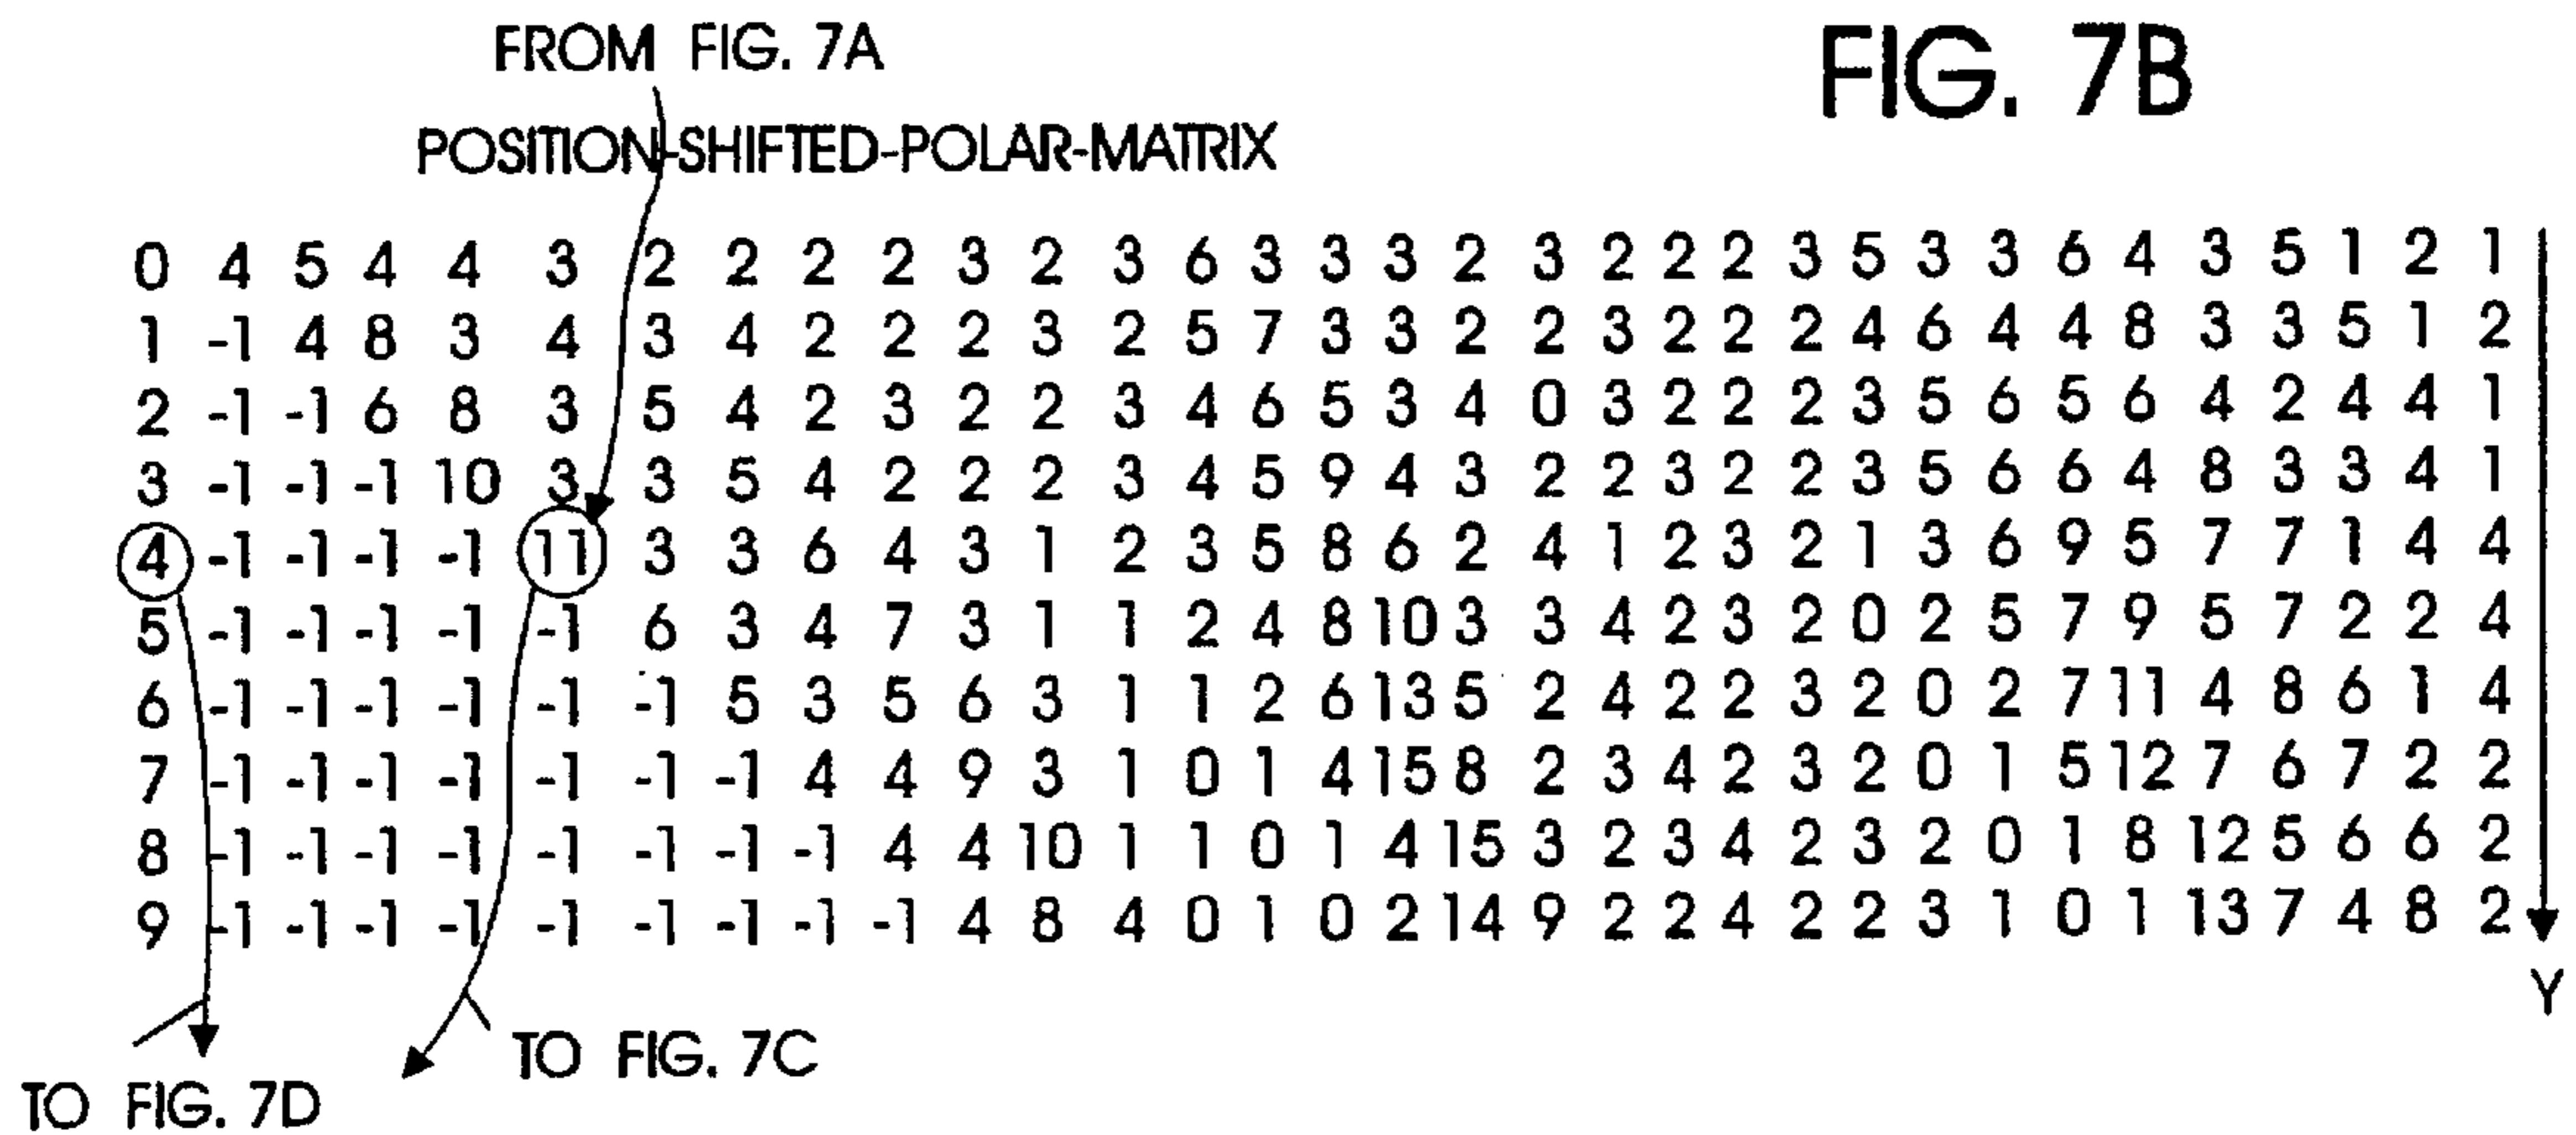 FROM FIG. 7A
FIG. 7B
POSITION-SHIFTED-POLAR-MATRIX
0 4 5 4 4 3 2 2 2 2 3 2 3 6 3 3 3 2 3 2 2 2 3 5 3 3 6 4 3 5 1 2 1
1 -1 4 8 3 4 3 4 2 2 2 3 2 5 7 3 3 2 2 3 2 2 2 4 6 4 4 8 3 3 5 1 2
2 -1 -1 6 8 3 5 4 2 3 2 2 3 4 6 5 3 4 0 3 2 2 2 3 5 6 5 6 4 2 4 4 1
3 -1 -1 -1 10 3 3 5 4 2 2 2 3 4 5 9 4 3 2 2 3 2 2 3 5 6 6 4 8 3 3 4 1
4 -1 -1 -1 -1 11 3 3 6 4 3 1 2 3 5 8 6 2 4 1 2 3 2 1 3 6 9 5 7 7 1 4 4
5 -1 -1 -1 -1 -1 6 3 4 7 3 1 1 2 4 8 10 3 3 4 2 3 2 0 2 5 7 9 5 7 2 2 4
6 -1 -1 -1 -1 -1 -1 5 3 5 6 3 1 1 2 6 13 5 2 4 2 2 3 2 0 2 7 11 4 8 6 1 4
7 -1 -1 -1 -1 -1 -1 -1 4 4 9 3 1 0 1 4 15 8 2 3 4 2 3 2 0 1 5 12 7 6 7 2 2
8 -1 -1 -1 -1 -1 -1 -1 -1 4 4 10 1 1 0 1 4 15 3 2 3 4 2 3 2 0 1 8 12 5 6 6 2
9 -1 -1 -1 -1 -1 -1 -1 -1 -1 4 8 4 0 1 0 2 14 9 2 2 4 2 2 3 1 0 1 13 7 4 8 2
Y
TO FIG. 7C
TO FIG. 7D